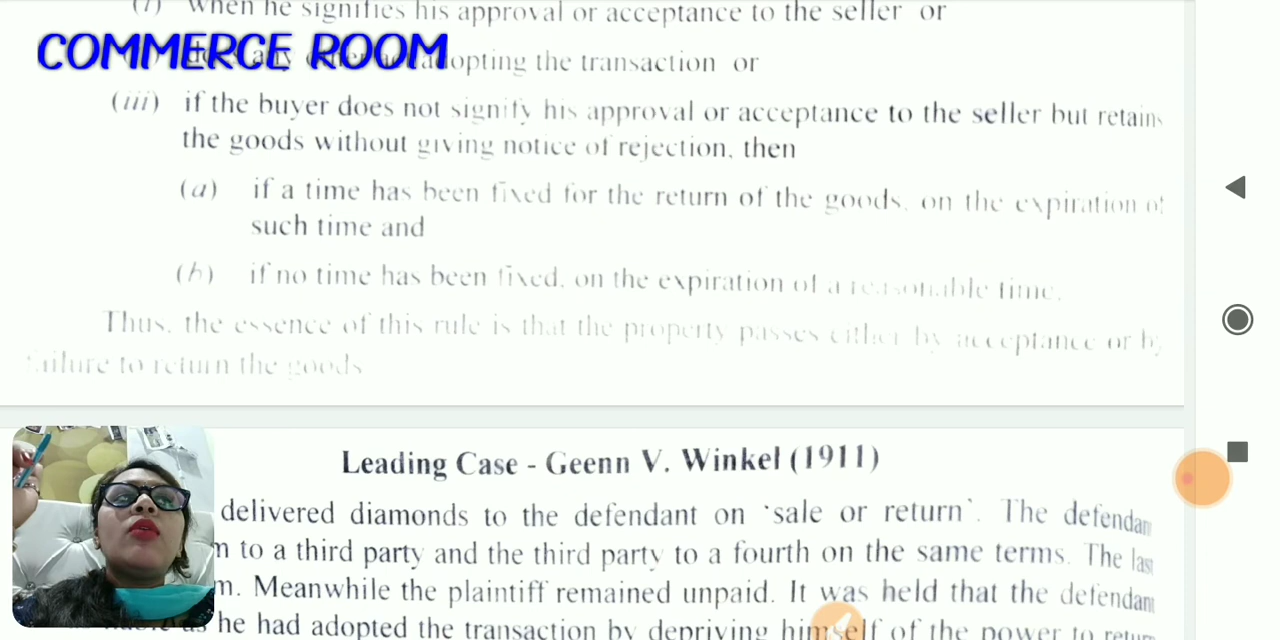 (i) when he signifies his approval or acceptance to the seller or
COMMERCE ROOM
adopting the transaction or
(iii) if the buyer does not signify his approval or acceptance to the seller but retains
the goods without giving notice of rejection, then
(a) if a time has been fixed for the return of the goods, on the expiration of
such time and
(b) if no time has been fixed, on the expiration of a reasonable time.
Thus, the essence of this rule is that the property passes either by acceptance or by
failure to return the goods
Leading Case - Geenn V. Winkel (1911)
delivered diamonds to the defendant on 'sale or return'. The defendan
to a third party and the third party to a fourth on the same terms. The last
Meanwhile the plaintiff remained unpaid. It was held that the defendant
he had adopted the transaction by depriving himself of the power to return